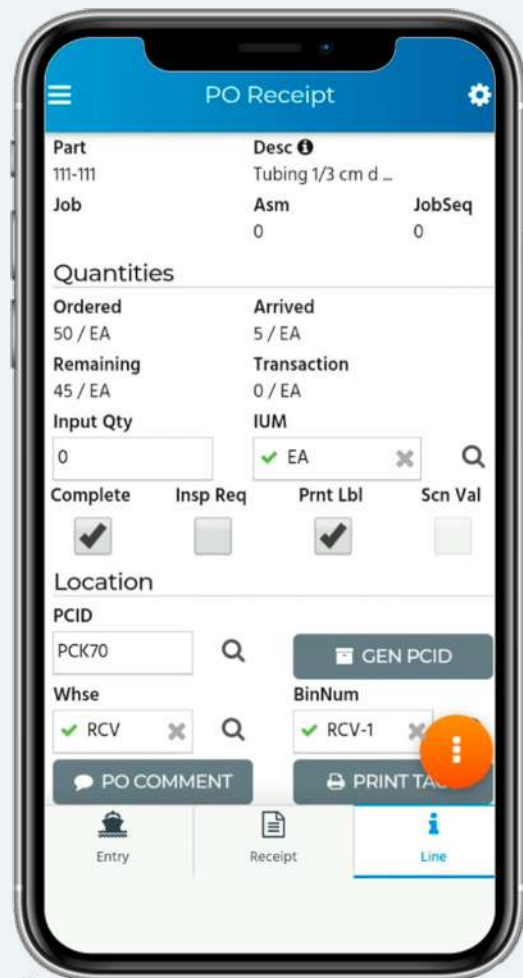 PO Receipt
Part Desc
111-111 Tubing 1/3 cm d ...
Job Asm JobSeq
0 0
Quantities
Ordered Arrived
50 / EA 5 / EA
Remaining Transaction
45 / EA 0 / EA
Input Qty IUM
0 EA
Complete Insp Req Prnt Lbl Scn Val
Location
PCID
PCK70 GEN PCID
Whse BinNum
RCV RCV-1
PO COMMENT PRINT
Entry Receipt Line